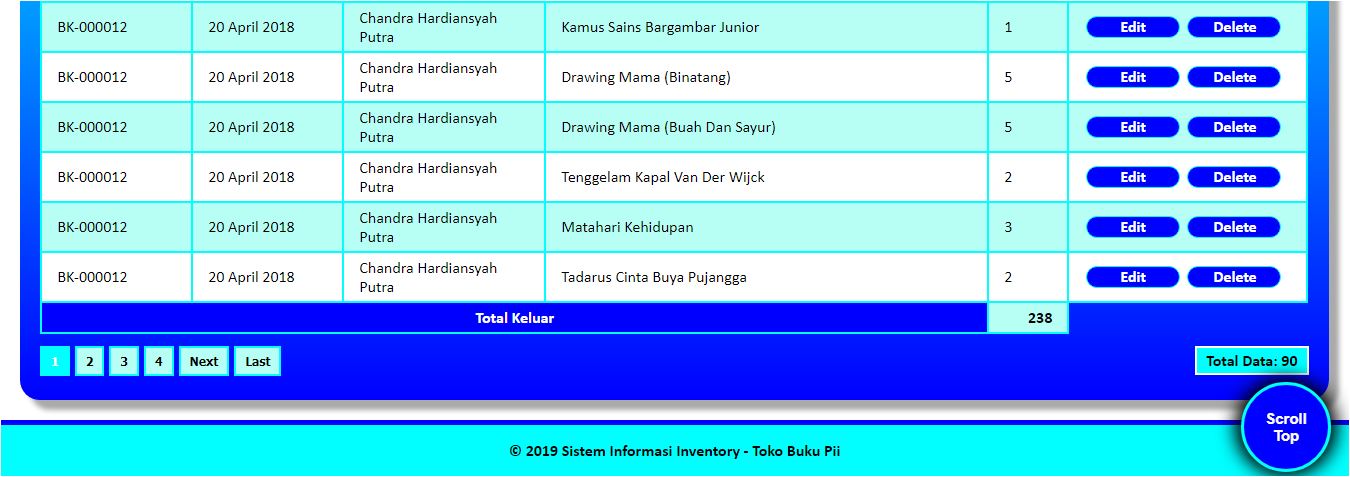 BK-000012 20 April 2018 Chandra Hardiansyah Putra Kamus Sains Bargambar Junior 1 Edit Delete
BK-000012 20 April 2018 Chandra Hardiansyah Putra Drawing Mama (Binatang) 5 Edit Delete
BK-000012 20 April 2018 Chandra Hardiansyah Putra Drawing Mama (Buah Dan Sayur) 5 Edit Delete
BK-000012 20 April 2018 Chandra Hardiansyah Putra Tenggelam Kapal Van Der Wijck 2 Edit Delete
BK-000012 20 April 2018 Chandra Hardiansyah Putra Matahari Kehidupan 3 Edit Delete
BK-000012 20 April 2018 Chandra Hardiansyah Putra Tadarus Cinta Buya Pujangga 2 Edit Delete
Total Keluar 238
1 2 3 4 Next Last Total Data: 90
Scroll
Top
© 2019 Sistem Informasi Inventory - Toko Buku Pii